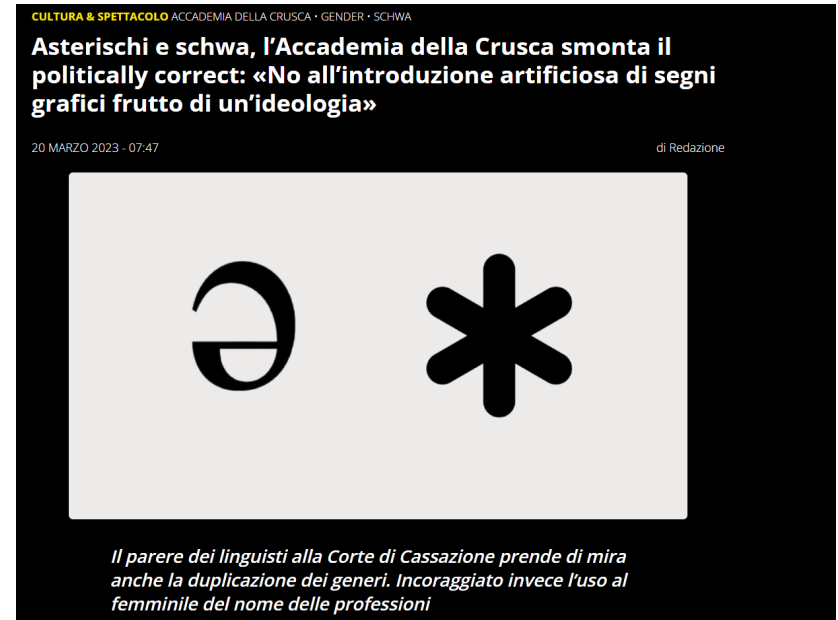 CULTURA & SPETTACOLO ACCADEMIA DELLA CRUSCA • GENDER • SCHWA
Asterischi e schwa, l’Accademia della Crusca smonta il
politically correct: «No all’introduzione artificiosa di segni
grafici frutto di un’ideologia»
20 MARZO 2023 - 07:47 di Redazione
ə *
Il parere dei linguisti alla Corte di Cassazione prende di mira
anche la duplicazione dei generi. Incoraggiato invece l’uso al
femminile del nome delle professioni